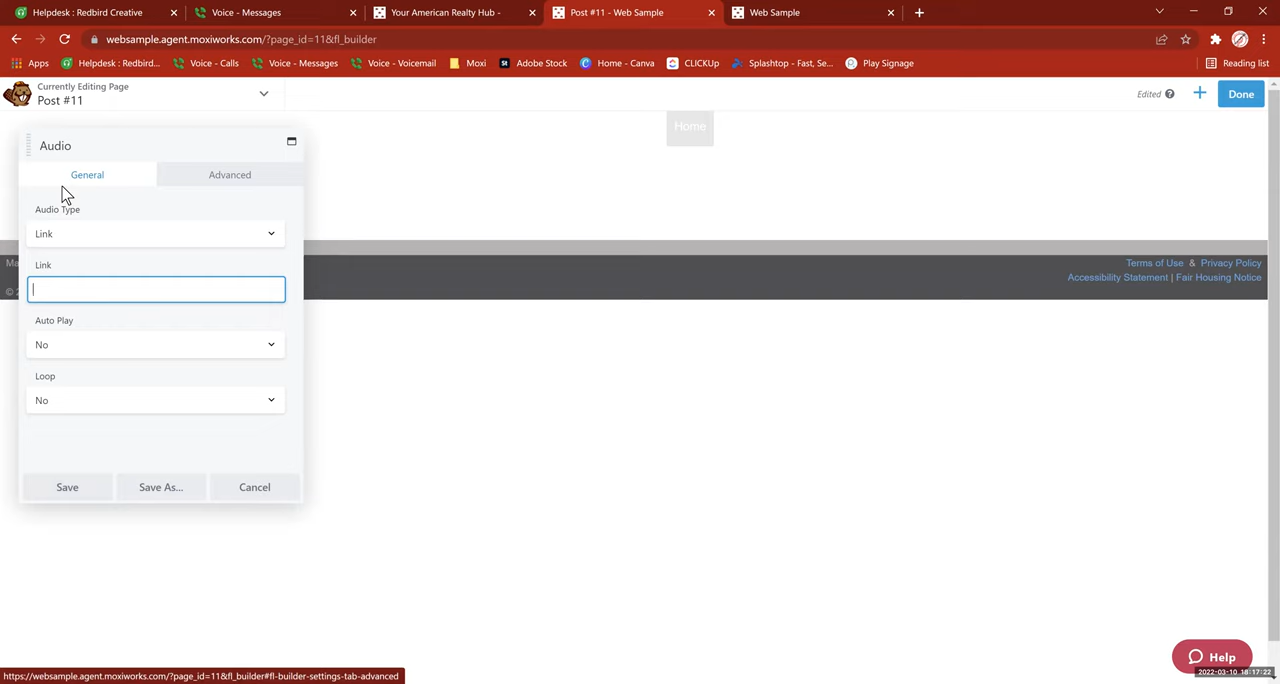 Helpdesk : Redbird Creative
Voice - Messages
Your American Realty Hub -
Post #11 - Web Sample
Web Sample
websample.agent.moxiworks.com/?page_id=11&fl_builder
Apps
Helpdesk : Redbird...
Voice - Calls
Voice - Messages
Voice - Voicemail
Moxi
Adobe Stock
Home - Canva
CLICKUp
Splashtop - Fast, Se...
Play Signage
Reading list
Currently Editing Page
Post #11
Edited
Done
Home
Audio
General
Advanced
Audio Type
Link
Link
Auto Play
No
Loop
No
Save
Save As...
Cancel
Ma
Terms of Use & Privacy Policy
Accessibility Statement | Fair Housing Notice
© 2
Help
2022-03-10 18:17:22
https://websample.agent.moxiworks.com/?page_id=11&fl_builder#fl-builder-settings-tab-advanced